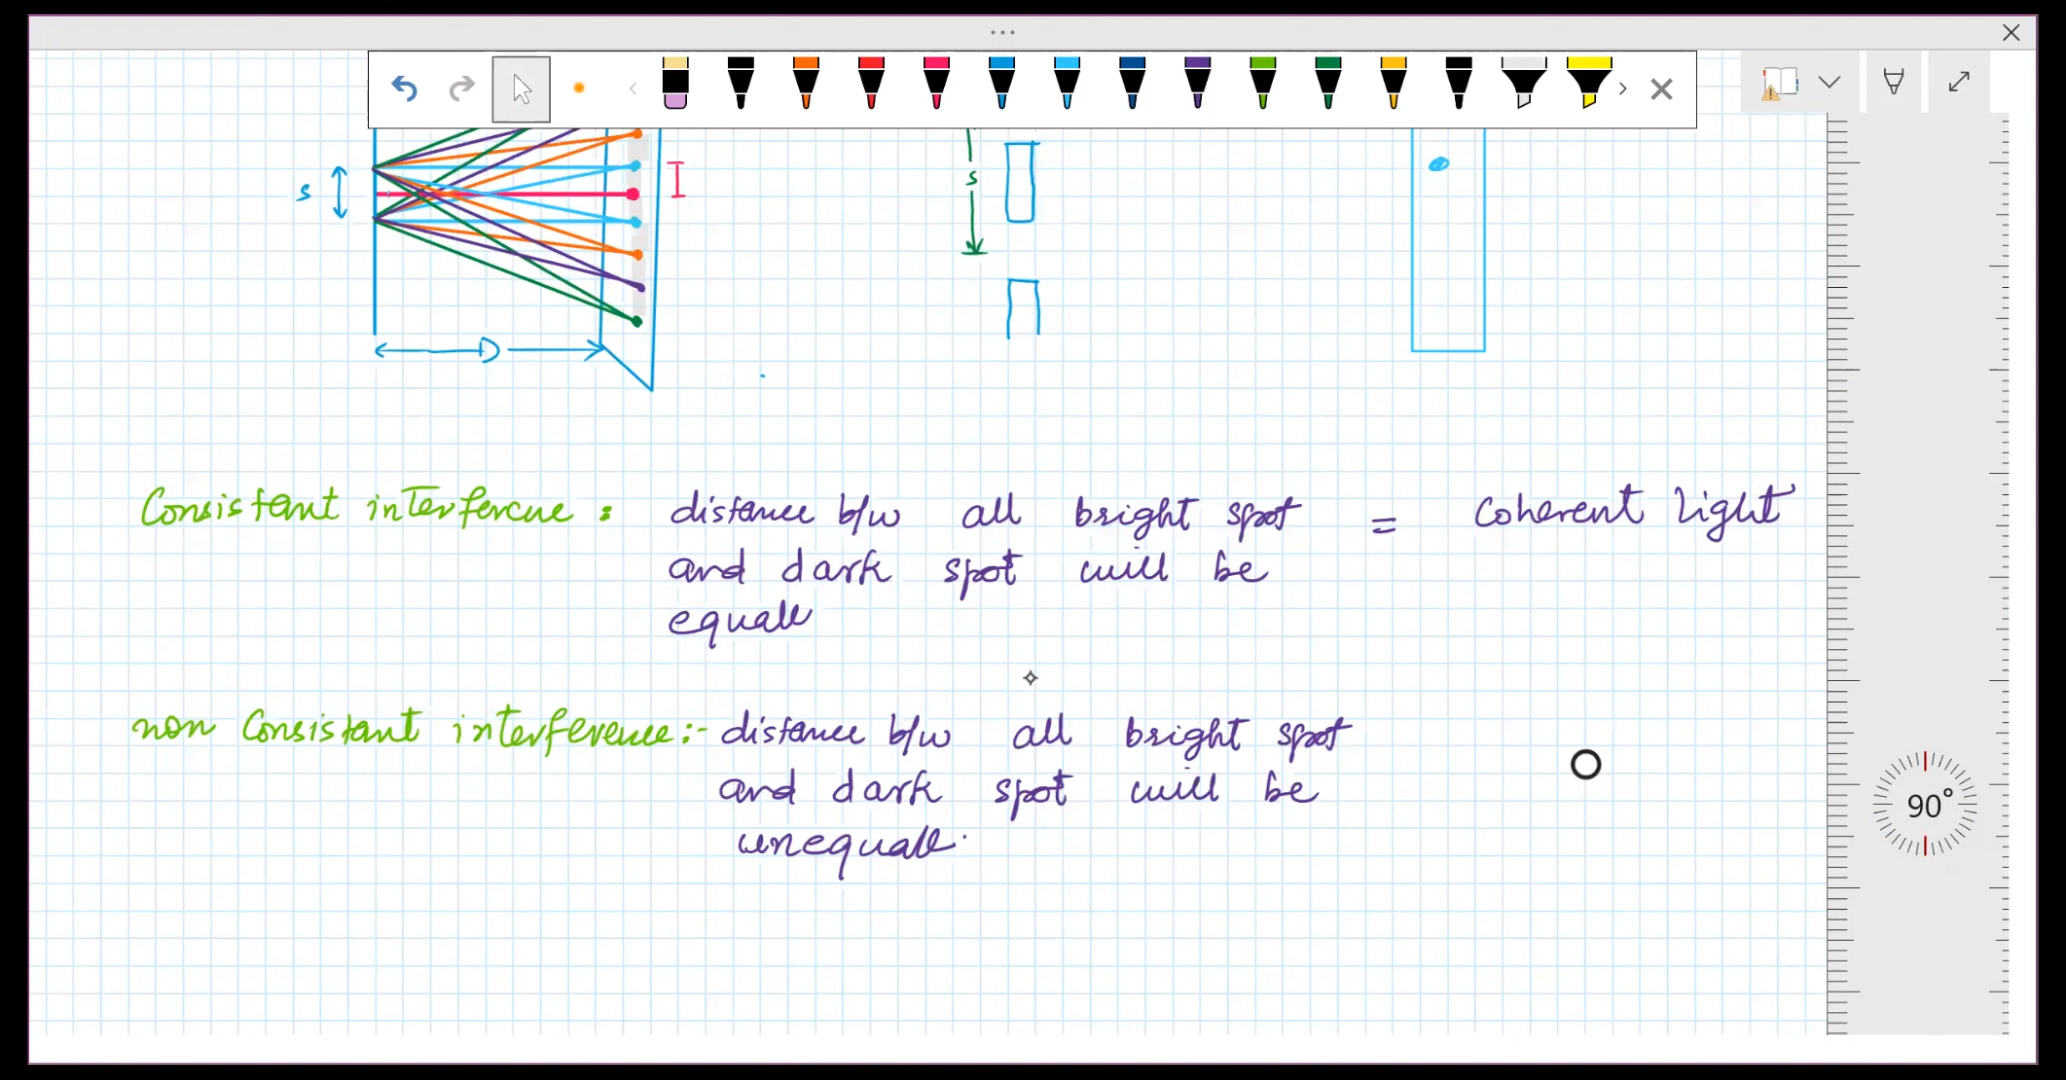 s
I
s
D
Consistant interfercne : distance b/w all bright spot = Coherent light
and dark spot will be
equall
non Consistant interference:- distance b/w all bright spot
and dark spot will be
unequall.
90°